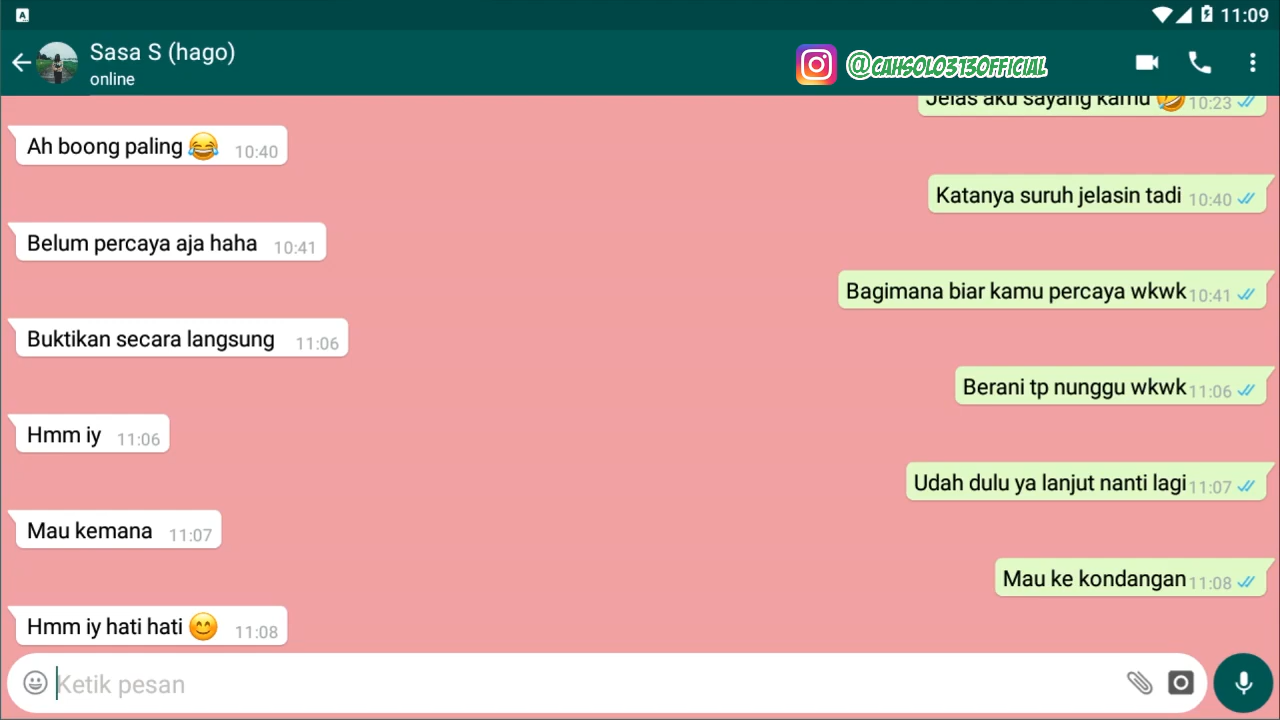 A
11:09
Sasa S (hago)
online
@CAHSOLO313OFFICIAL
Jelas aku sayang kamu 🤣 10:23
Ah boong paling 😂 10:40
Katanya suruh jelasin tadi 10:40
Belum percaya aja haha 10:41
Bagimana biar kamu percaya wkwk 10:41
Buktikan secara langsung 11:06
Berani tp nunggu wkwk 11:06
Hmm iy 11:06
Udah dulu ya lanjut nanti lagi 11:07
Mau kemana 11:07
Mau ke kondangan 11:08
Hmm iy hati hati 😊 11:08
Ketik pesan